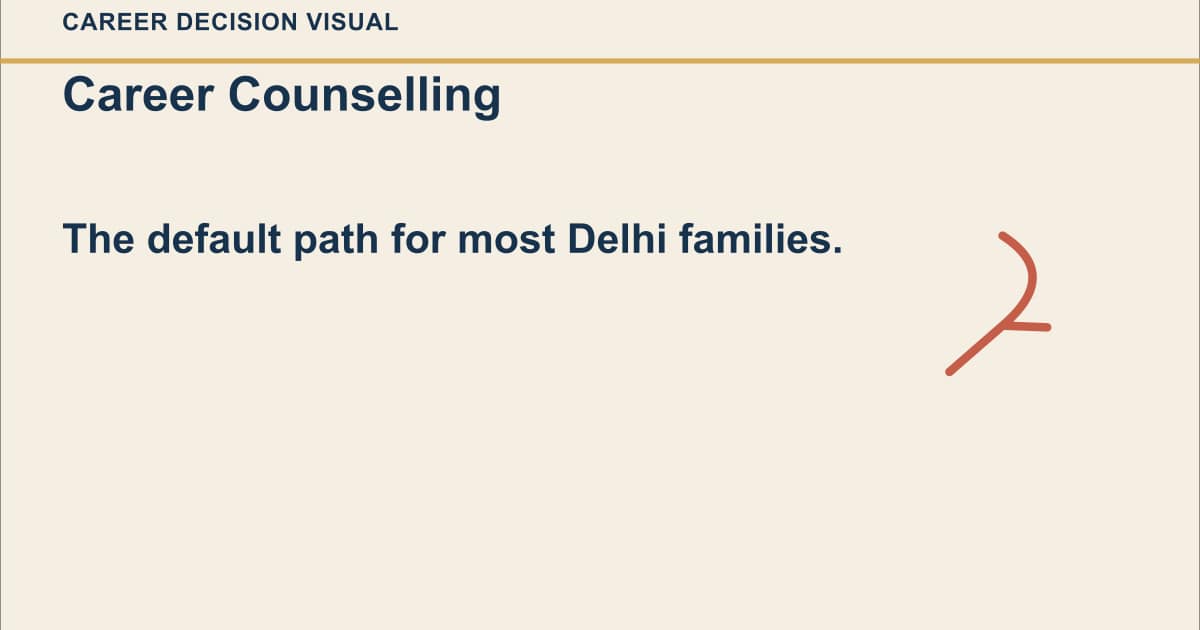 CAREER DECISION VISUAL
Career Counselling
The default path for most Delhi families.